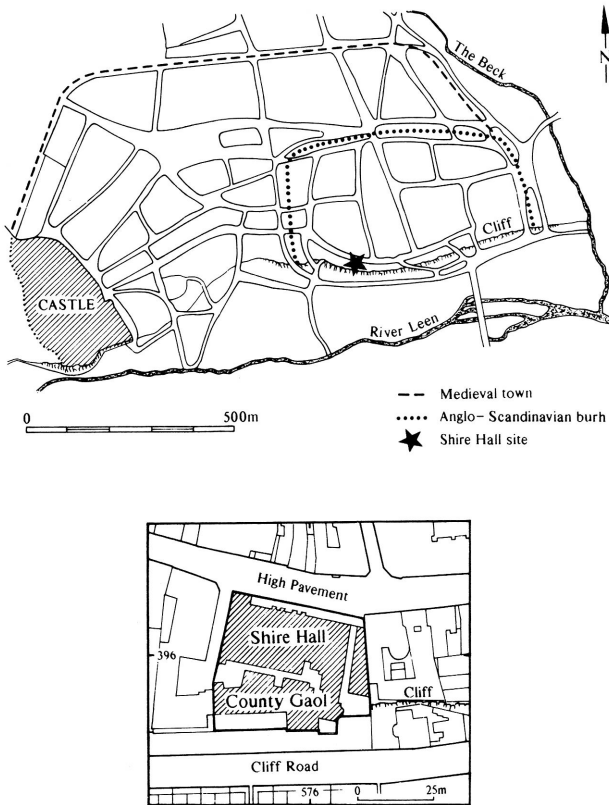 N
The Beck
Cliff
CASTLE
River Leen
Medieval town
0 500m
Anglo-Scandinavian burh
Shire Hall site
High Pavement
Shire Hall
396
County Gaol
Cliff
Cliff Road
576 0 25m